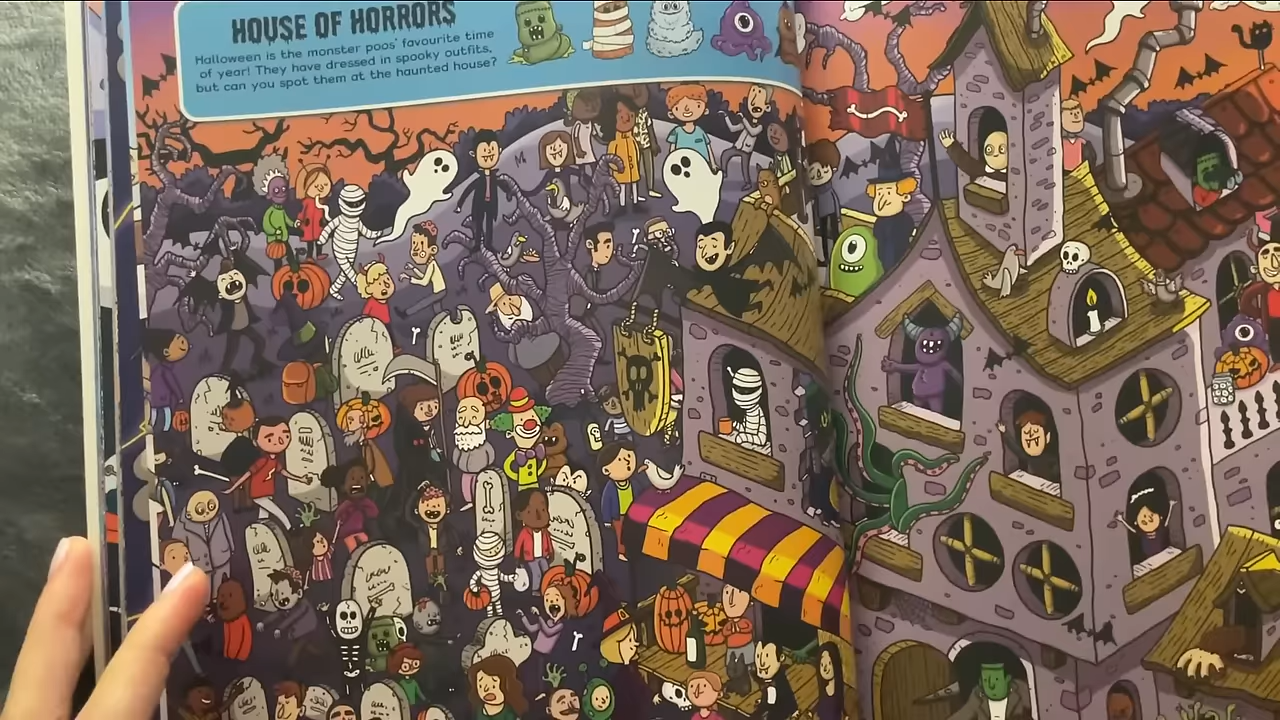 HOUSE OF HORRORS
Halloween is the monster poos' favourite time
of year! They have dressed in spooky outfits,
but can you spot them at the haunted house?